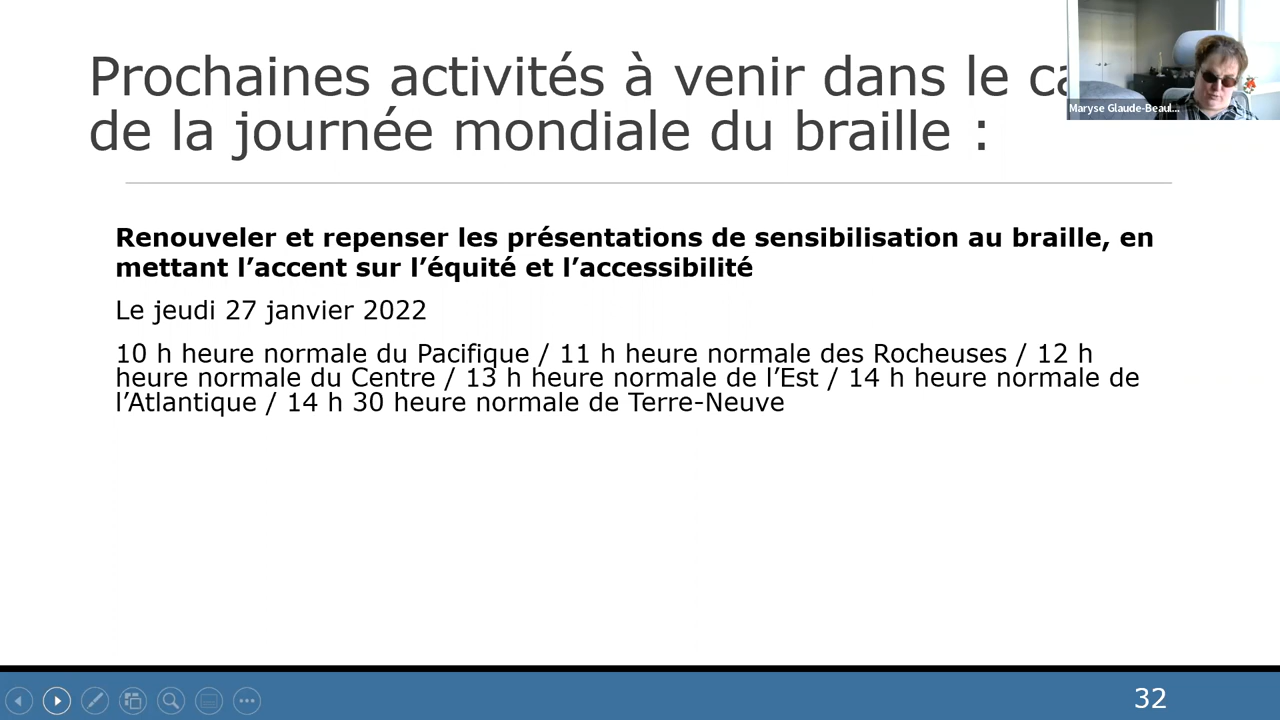 Prochaines activités à venir dans le
de la journée mondiale du braille :
Maryse Glaude-Beaul...
Renouveler et repenser les présentations de sensibilisation au braille, en
mettant l’accent sur l’équité et l’accessibilité
Le jeudi 27 janvier 2022
10 h heure normale du Pacifique / 11 h heure normale des Rocheuses / 12 h
heure normale du Centre / 13 h heure normale de l’Est / 14 h heure normale de
l’Atlantique / 14 h 30 heure normale de Terre-Neuve
32